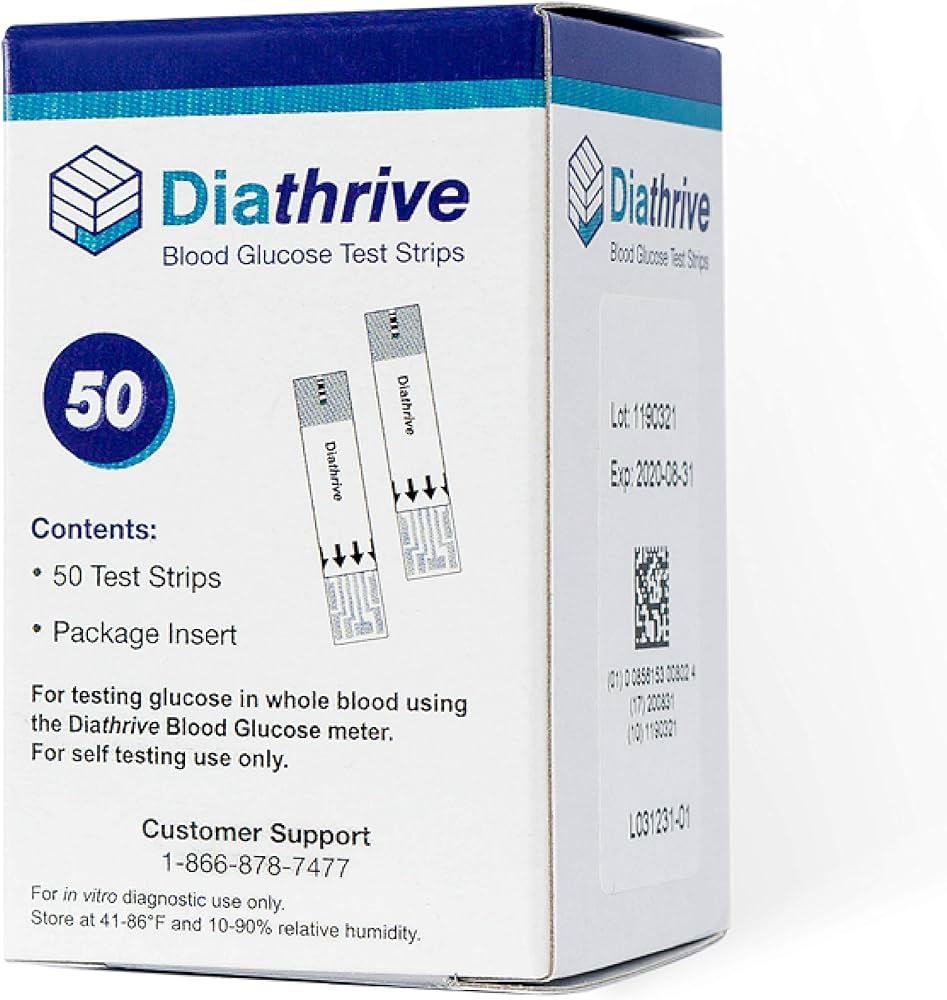 Diathrive
Blood Glucose Test Strips
50
Diathrive
Diathrive
Contents:
• 50 Test Strips
• Package Insert
For testing glucose in whole blood using
the Diathrive Blood Glucose meter.
For self testing use only.
Customer Support
1-866-878-7477
For in vitro diagnostic use only.
Store at 41-86°F and 10-90% relative humidity.
Diathrive
Blood Glucose Test Strips
Lot: 1190321
Exp: 2020-08-31
(17) 200831
(10) 1190321
L031231-01